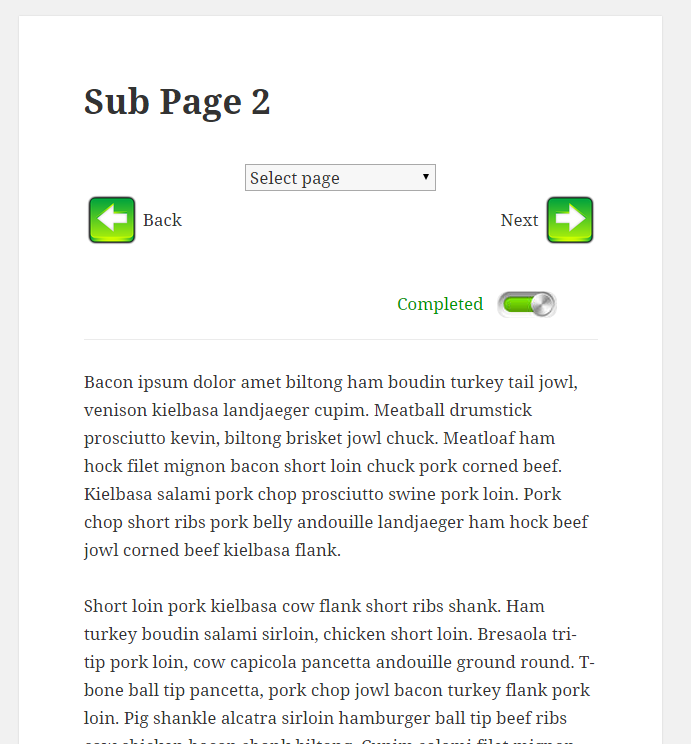 Sub Page 2
Select page
Back
Next
Completed
Bacon ipsum dolor amet biltong ham boudin turkey tail jowl,
venison kielbasa landjaeger cupim. Meatball drumstick
prosciutto kevin, biltong brisket jowl chuck. Meatloaf ham
hock filet mignon bacon short loin chuck pork corned beef.
Kielbasa salami pork chop prosciutto swine pork loin. Pork
chop short ribs pork belly andouille landjaeger ham hock beef
jowl corned beef kielbasa flank.
Short loin pork kielbasa cow flank short ribs shank. Ham
turkey boudin salami sirloin, chicken short loin. Bresaola tri-
tip pork loin, cow capicola pancetta andouille ground round. T-
bone ball tip pancetta, pork chop jowl bacon turkey flank pork
loin. Pig shankle alcatra sirloin hamburger ball tip beef ribs